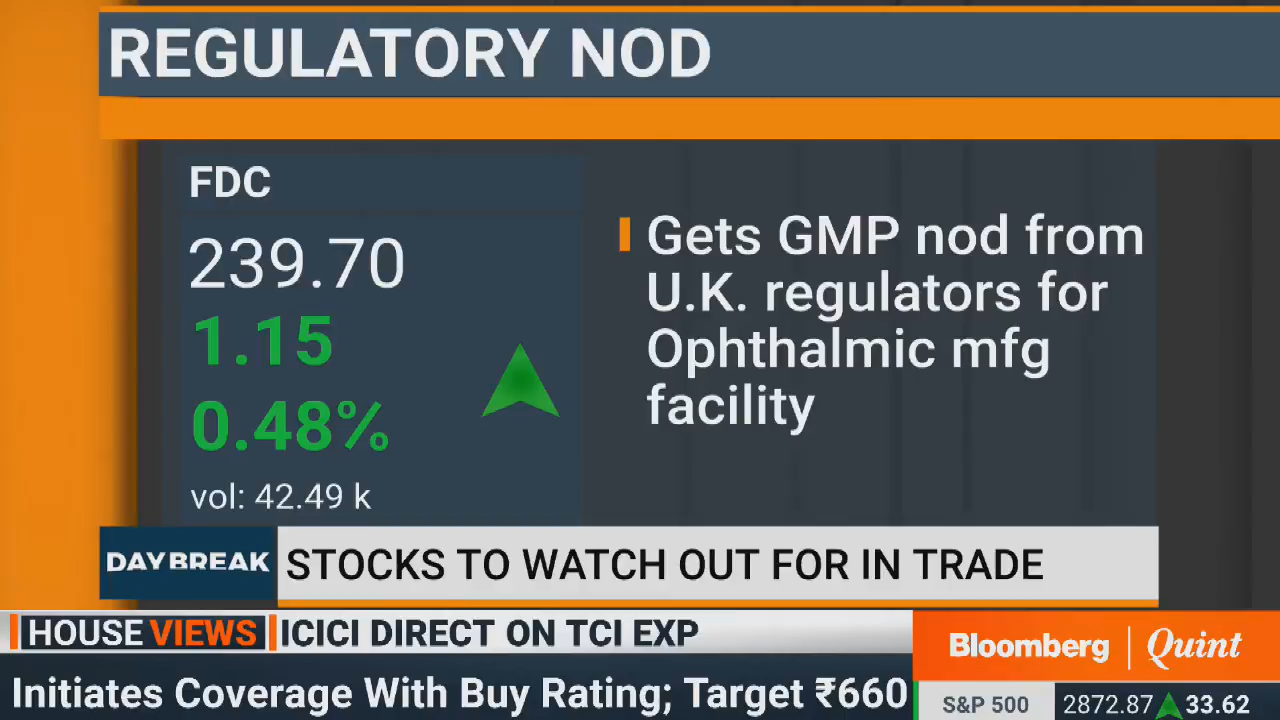 REGULATORY NOD
FDC
239.70
1.15
0.48%
vol: 42.49 k
Gets GMP nod from
U.K. regulators for
Ophthalmic mfg
facility
DAYBREAK
STOCKS TO WATCH OUT FOR IN TRADE
HOUSE VIEWS
ICICI DIRECT ON TCI EXP
Initiates Coverage With Buy Rating; Target ₹660
Bloomberg | Quint
S&P 500
2872.87 33.62